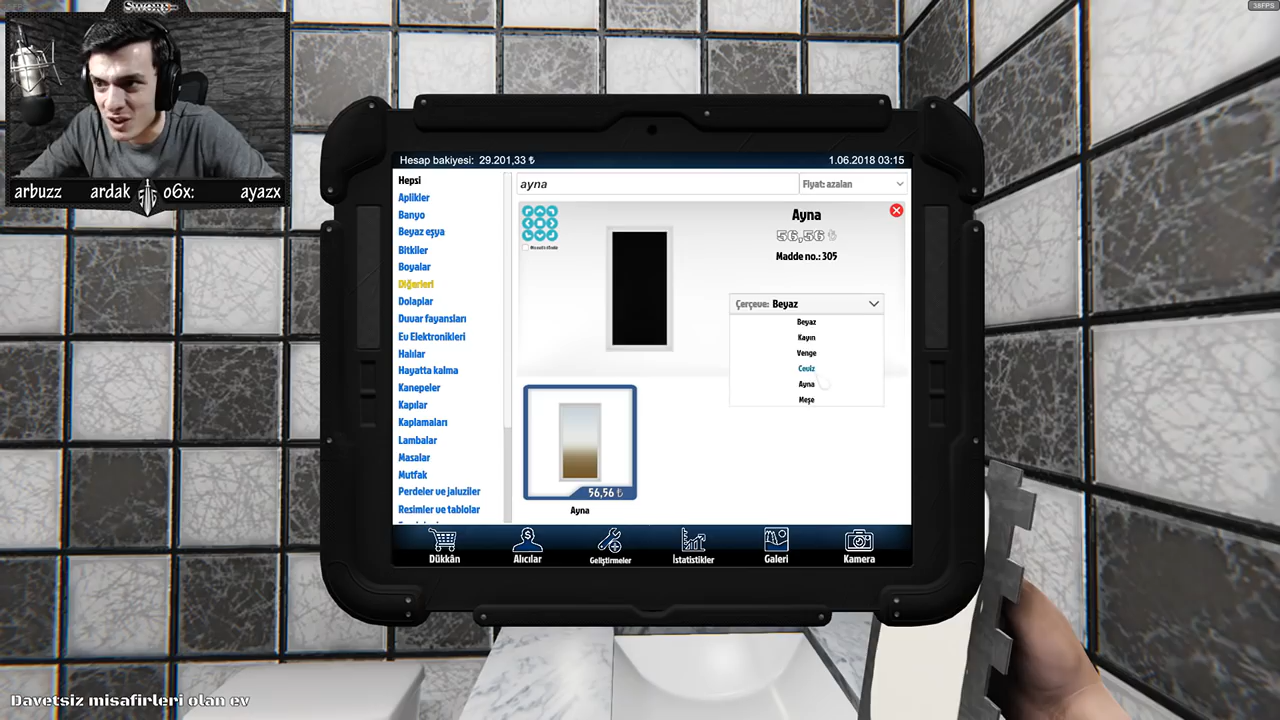 Sworp
38FPS
arbuzz ardak o6x: ayazx
Hesap bakiyesi: 29.201,33 ₺
1.06.2018 03:15
Hepsi
Aplikler
Banyo
Beyaz eşya
Bitkiler
Boyalar
Diğerleri
Dolaplar
Duvar fayansları
Ev Elektronikleri
Halılar
Hayatta kalma
Kanepeler
Kapılar
Kaplamaları
Lambalar
Masalar
Mutfak
Perdeler ve jaluziler
Resimler ve tablolar
ayna
Fiyat: azalan
Ayna
56,56 ₺
Madde no.: 305
Çerçeve: Beyaz
Beyaz
Kayın
Venge
Ceviz
Ayna
Meşe
56,56 ₺
Ayna
Dükkân
Alıcılar
Geliştirmeler
İstatistikler
Galeri
Kamera
Davetsiz misafirleri olan ev